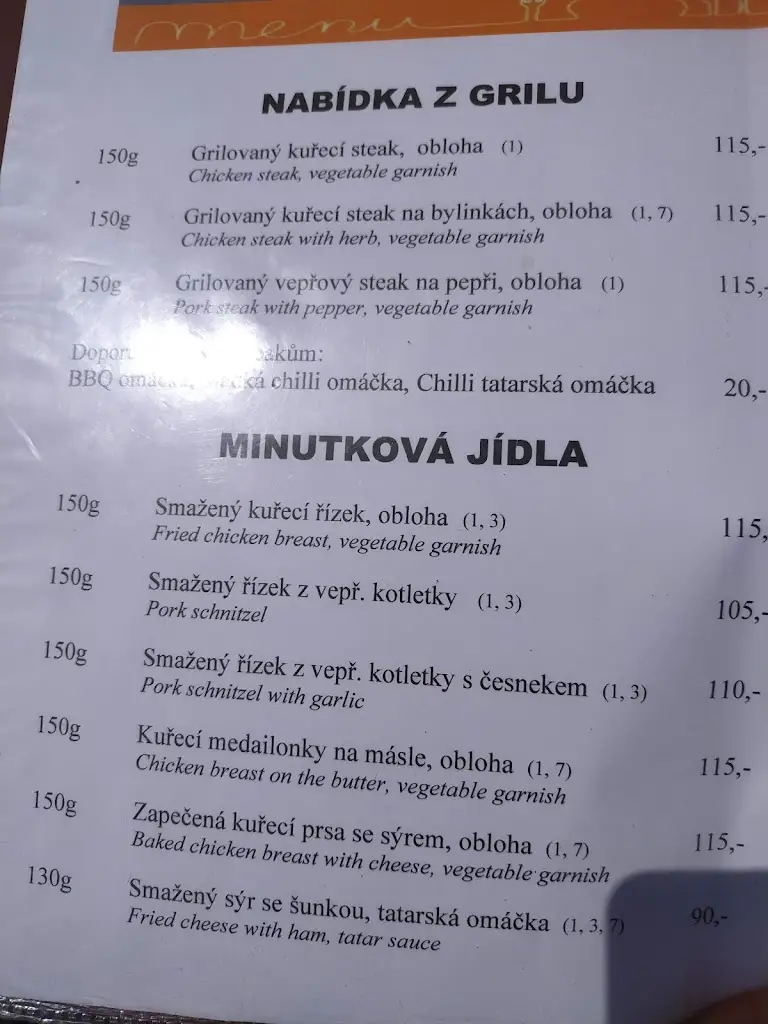 menu
NABÍDKA Z GRILU
150g Grilovaný kuřecí steak, obloha (1) 115,-
Chicken steak, vegetable garnish
150g Grilovaný kuřecí steak na bylinkách, obloha (1, 7) 115,-
Chicken steak with herb, vegetable garnish
150g Grilovaný vepřový steak na pepři, obloha (1) 115,-
Pork steak with pepper, vegetable garnish
BBQ omáčka, chilli omáčka, Chilli tatarská omáčka 20,-
MINUTKOVÁ JÍDLA
150g Smažený kuřecí řízek, obloha (1, 3) 115,
Fried chicken breast, vegetable garnish
150g Smažený řízek z vepř. kotletky (1, 3) 105,-
Pork schnitzel
150g Smažený řízek z vepř. kotletky s česnekem (1, 3) 110,-
Pork schnitzel with garlic
150g Kuřecí medailonky na másle, obloha (1, 7) 115,-
Chicken breast on the butter, vegetable garnish
150g Zapečená kuřecí prsa se sýrem, obloha (1, 7) 115,-
Baked chicken breast with cheese, vegetable garnish
130g Smažený sýr se šunkou, tatarská omáčka (1, 3, 7) 90,-
Fried cheese with ham, tatar sauce